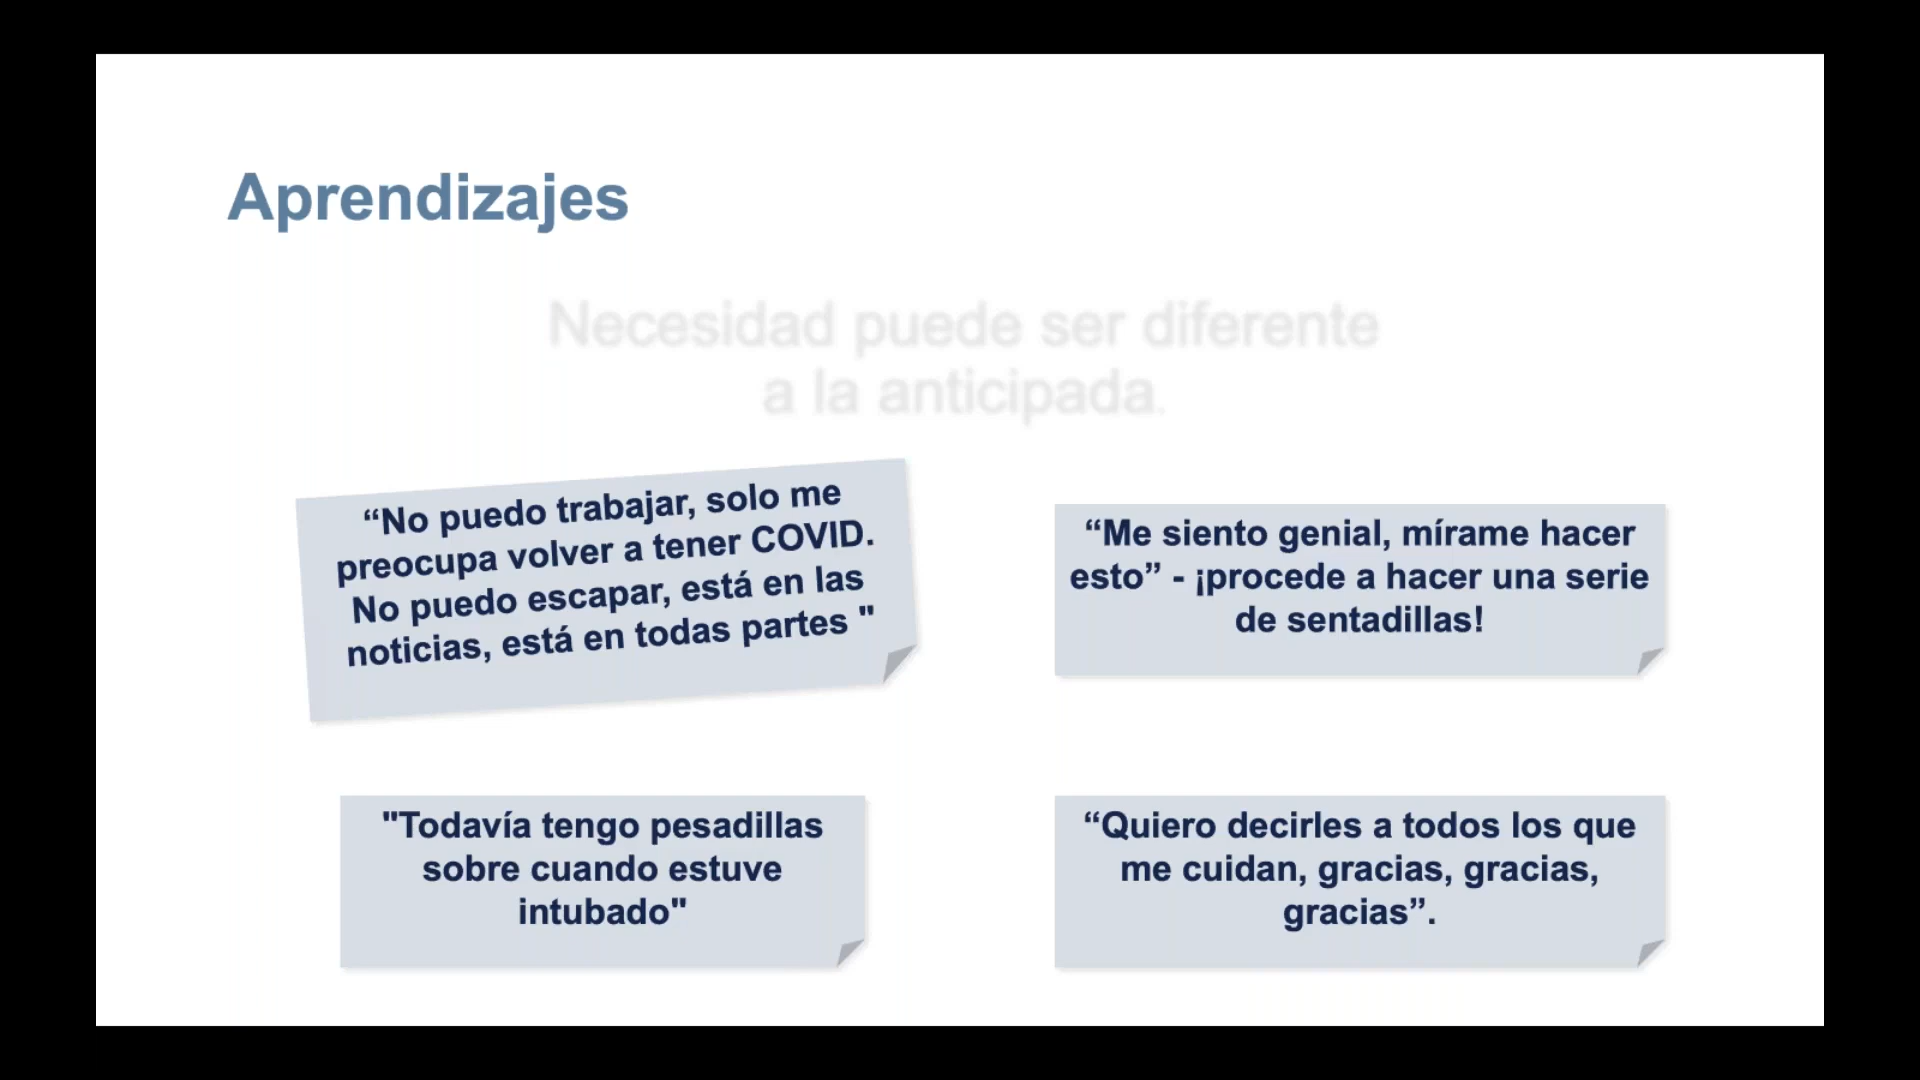 Aprendizajes
Necesidad puede ser diferente
a la anticipada.
“No puedo trabajar, solo me
preocupa volver a tener COVID.
No puedo escapar, está en las
noticias, está en todas partes "
“Me siento genial, mírame hacer
esto” - ¡procede a hacer una serie
de sentadillas!
"Todavía tengo pesadillas
sobre cuando estuve
intubado"
“Quiero decirles a todos los que
me cuidan, gracias, gracias,
gracias”.